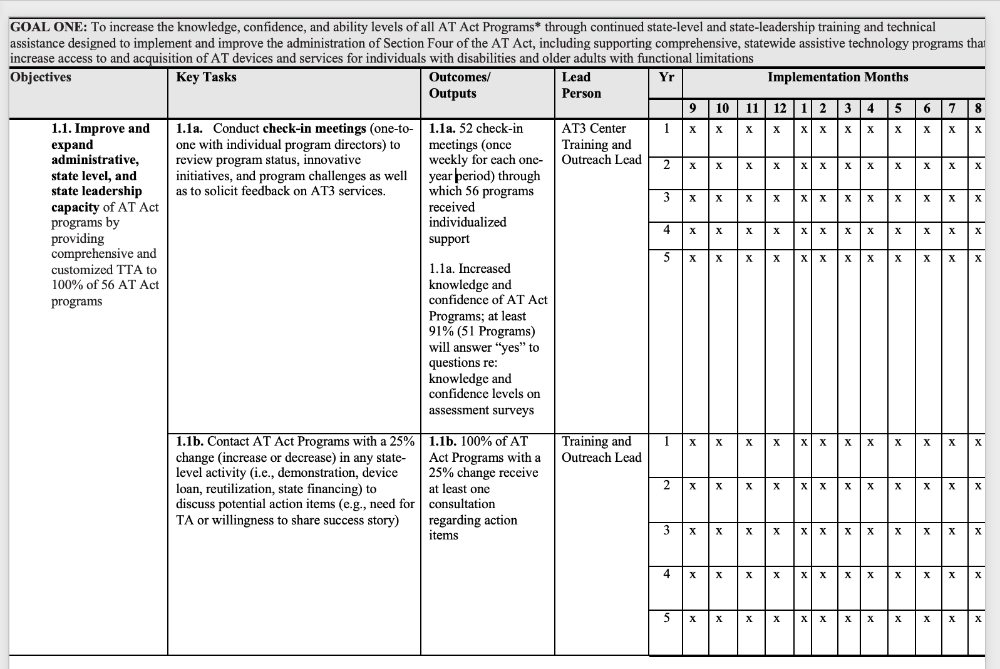 GOAL ONE: To increase the knowledge, confidence, and ability levels of all AT Act Programs* through continued state-level and state-leadership training and technical
assistance designed to implement and improve the administration of Section Four of the AT Act, including supporting comprehensive, statewide assistive technology programs that
increase access to and acquisition of AT devices and services for individuals with disabilities and older adults with functional limitations
Objectives
Key Tasks
Outcomes/
Outputs
Lead
Person
Yr
Implementation Months
9 10 11 12 1 2 3 4 5 6 7 8
1.1. Improve and
expand
administrative,
state level, and
state leadership
capacity of AT Act
programs by
providing
comprehensive and
customized TTA to
100% of 56 AT Act
programs
1.1a. Conduct check-in meetings (one-to-
one with individual program directors) to
review program status, innovative
initiatives, and program challenges as well
as to solicit feedback on AT3 services.
1.1a. 52 check-in
meetings (once
weekly for each one-
year period) through
which 56 programs
received
individualized
support
1.1a. Increased
knowledge and
confidence of AT Act
Programs; at least
91% (51 Programs)
will answer “yes” to
questions re:
knowledge and
confidence levels on
assessment surveys
AT3 Center
Training and
Outreach Lead
1 x x x x x x x x x x x x
2 x x x x x x x x x x x x
3 x x x x x x x x x x x x
4 x x x x x x x x x x x x
5 x x x x x x x x x x x x
1.1b. Contact AT Act Programs with a 25%
change (increase or decrease) in any state-
level activity (i.e., demonstration, device
loan, reutilization, state financing) to
discuss potential action items (e.g., need for
TA or willingness to share success story)
1.1b. 100% of AT
Act Programs with a
25% change receive
at least one
consultation
regarding action
items
Training and
Outreach Lead
1 x x x x x x x x x x x x
2 x x x x x x x x x x x x
3 x x x x x x x x x x x x
4 x x x x x x x x x x x x
5 x x x x x x x x x x x x